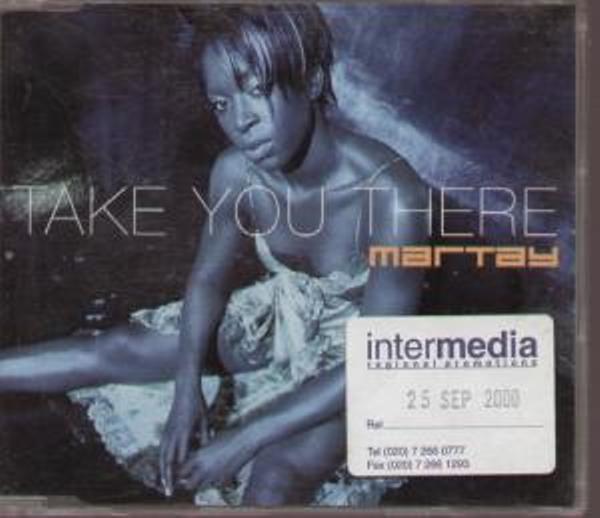 TAKE YOU THERE
martay
intermedia
regional promotions
25 SEP 2000
Ref
Tel (020) 7 266 0777
Fax (020) 7 266 1293